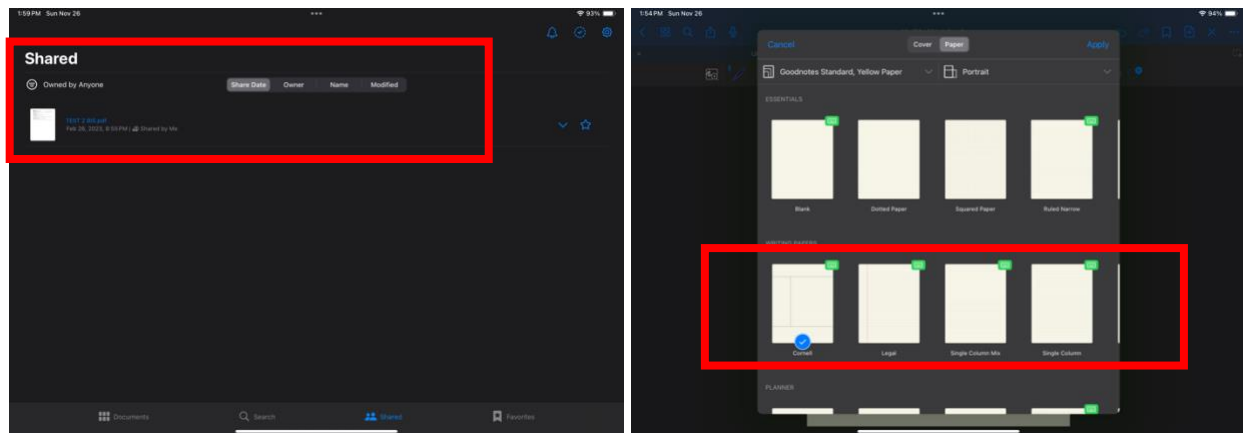 1:59 PM Sun Nov 26
93%
Shared
Owned by Anyone
Share Date Owner Name Modified
Feb 26, 2023, 8:59 PM | Shared by Me
Documents Search Shared Favorites
1:54 PM Sun Nov 26
94%
Cancel Cover Paper Apply
Goodnotes Standard, Yellow Paper Portrait
ESSENTIALS
Blank Dotted Paper Squared Paper Ruled Narrow
WRITING PAPERS
Cornell Legal Single Column Mix Single Column
PLANNER